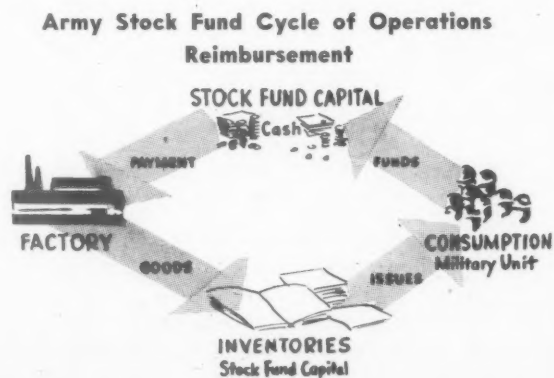 Army Stock Fund Cycle of Operations
Reimbursement
STOCK FUND CAPITAL
Cash
PAYMENT
FUNDS
FACTORY
CONSUMPTION
Military Unit
GOODS
ISSUES
INVENTORIES
Stock Fund Capital